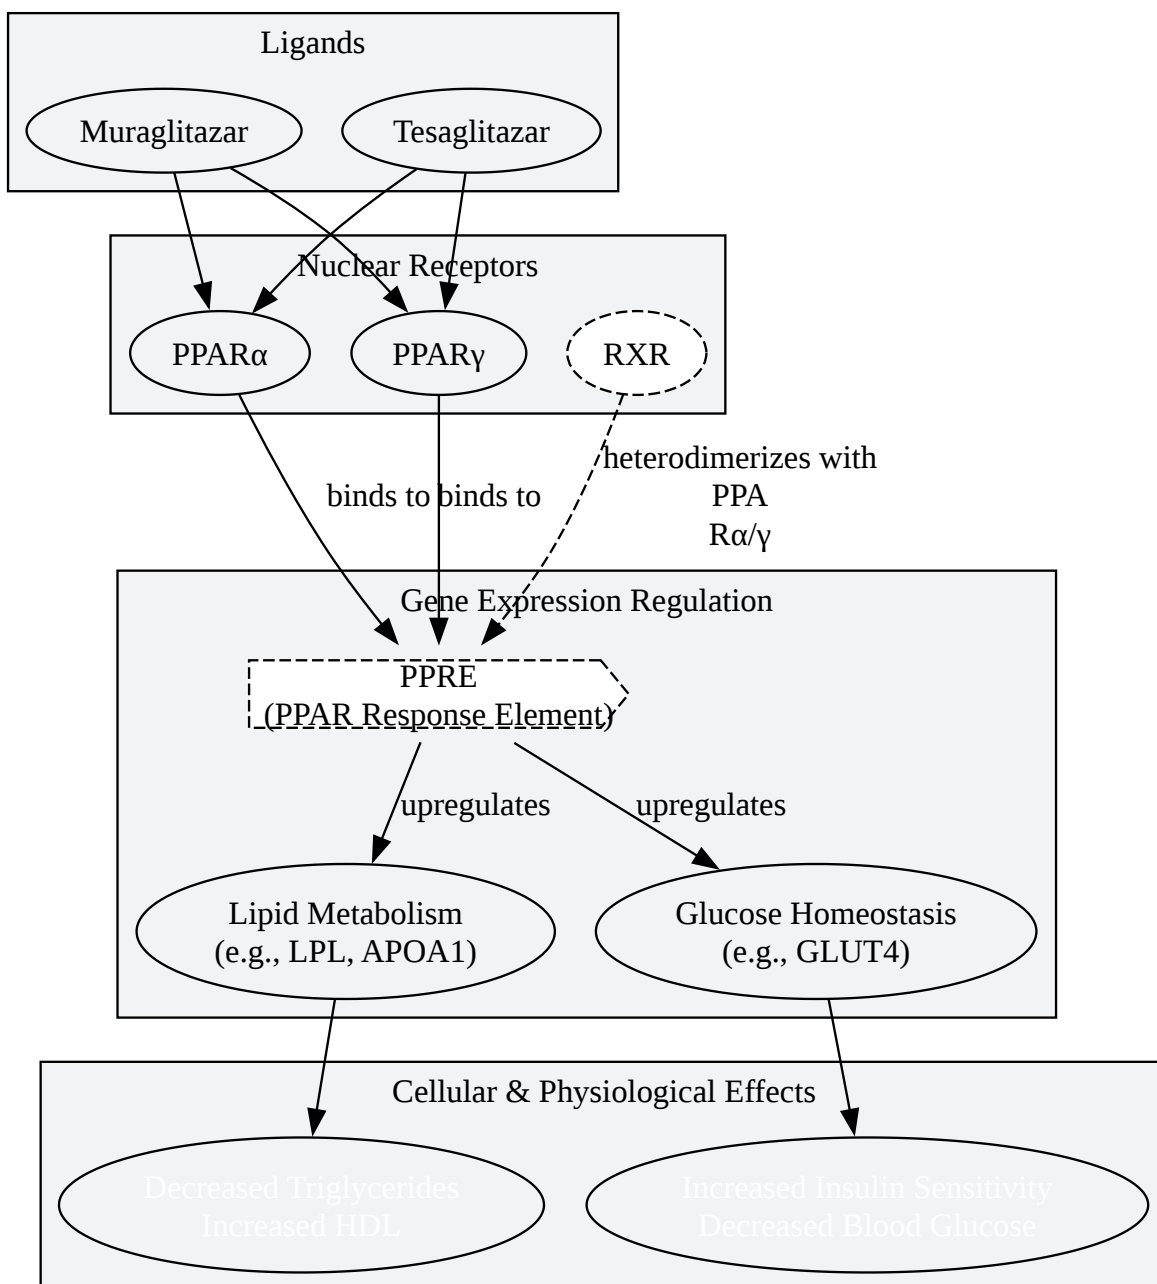 Ligands
Muraglitazar
Tesaglitazar
Nuclear Receptors
PPARα
PPARγ
RXR
binds to
binds to
heterodimerizes with
PPA
Rα/γ
Gene Expression Regulation
PPRE
(PPAR Response Element)
upregulates
upregulates
Lipid Metabolism
(e.g., LPL, APOA1)
Glucose Homeostasis
(e.g., GLUT4)
Cellular & Physiological Effects
Decreased Triglycerides
Increased HDL
Increased Insulin Sensitivity
Decreased Blood Glucose